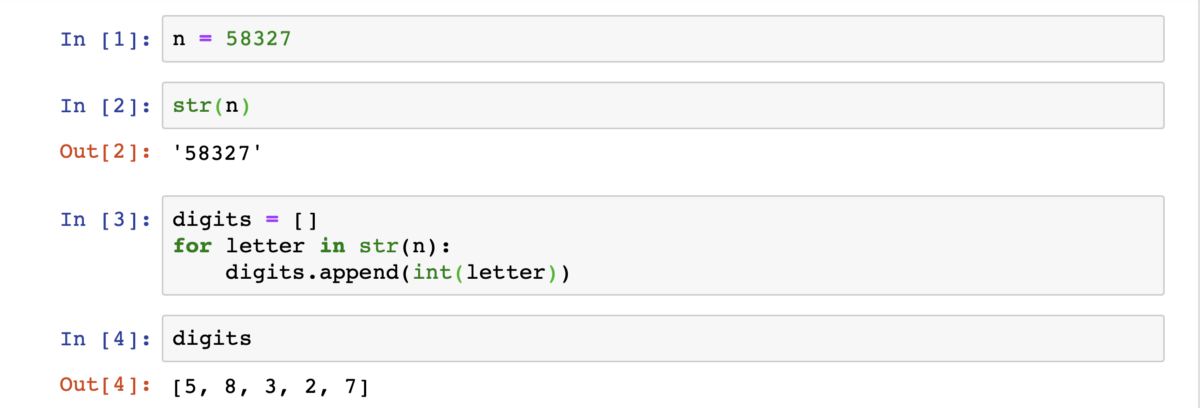 In [1]: n = 58327
In [2]: str(n)
Out[2]: '58327'
In [3]: digits = []
for letter in str(n):
    digits.append(int(letter))
In [4]: digits
Out[4]: [5, 8, 3, 2, 7]